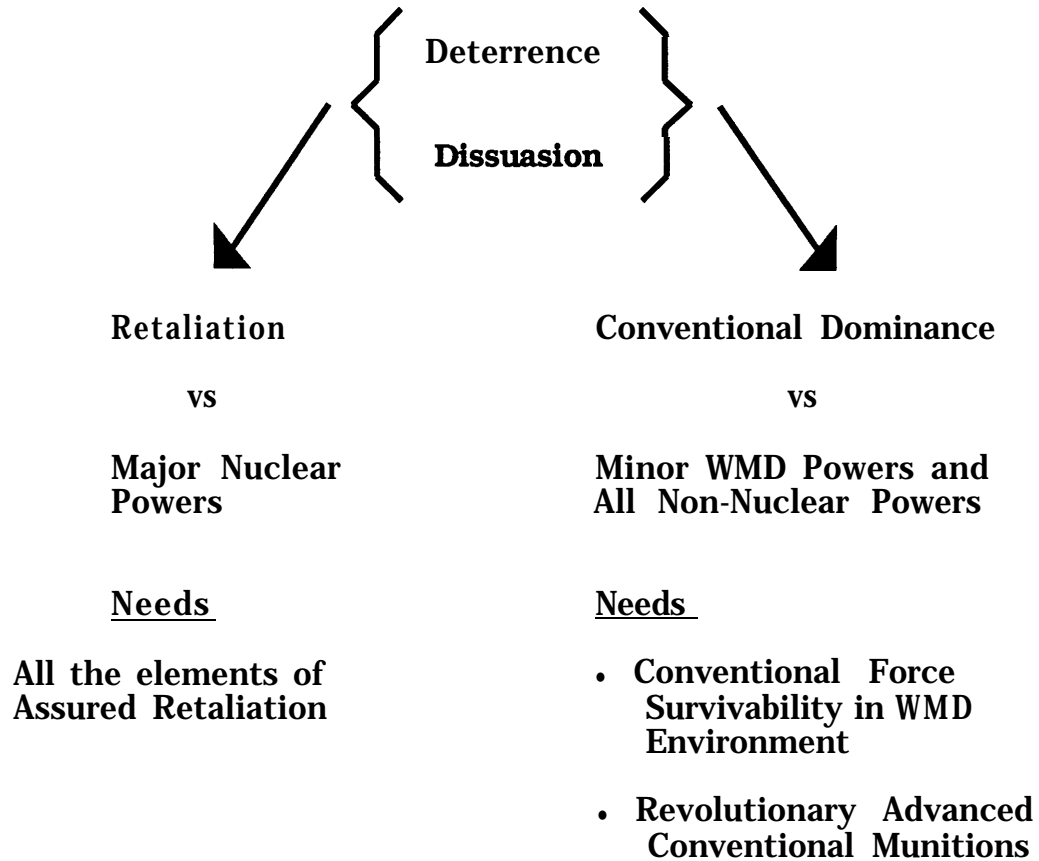 Deterrence
Dissuasion
Retaliation
vs
Major Nuclear
Powers
Needs
All the elements of
Assured Retaliation
Conventional Dominance
vs
Minor WMD Powers and
All Non-Nuclear Powers
Needs
• Conventional Force
Survivability in WMD
Environment
• Revolutionary Advanced
Conventional Munitions